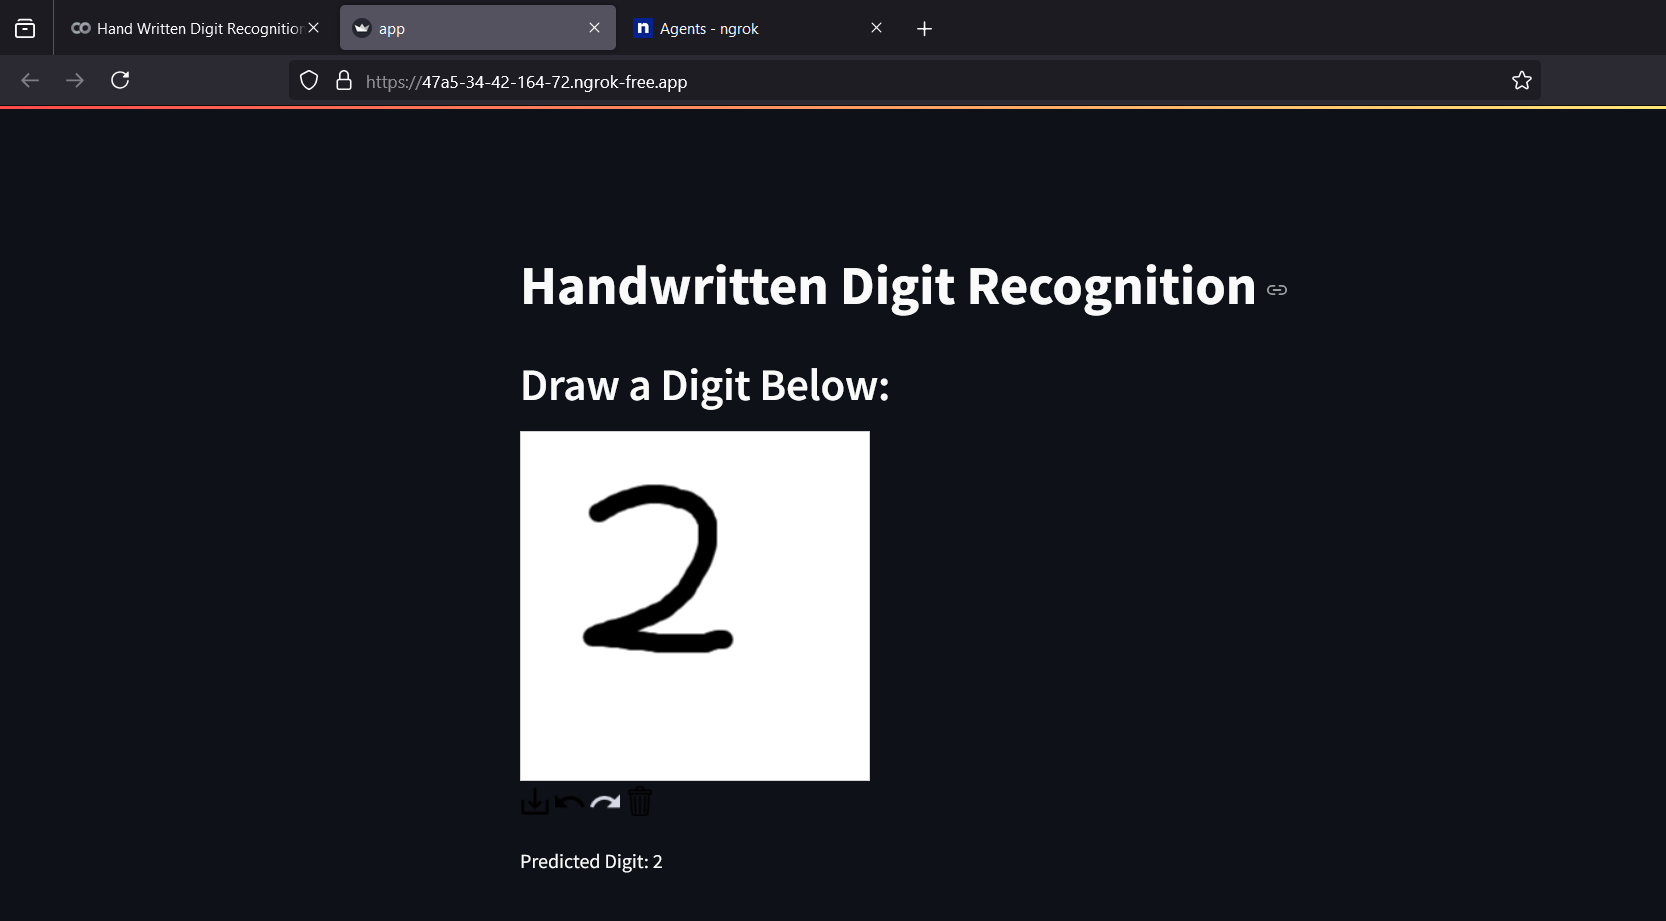 Hand Written Digit Recognition
app
Agents - ngrok
https://47a5-34-42-164-72.ngrok-free.app
Handwritten Digit Recognition
Draw a Digit Below:
2
Predicted Digit: 2